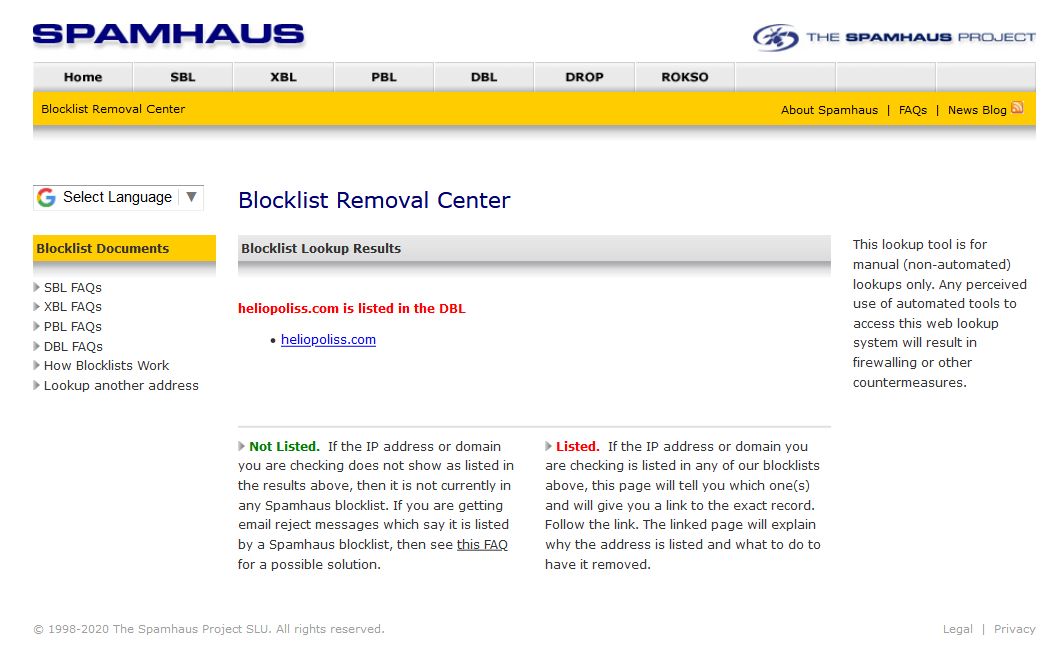 SPAMHAUS
THE SPAMHAUS PROJECT
Home SBL XBL PBL DBL DROP ROKSO
Blocklist Removal Center
About Spamhaus | FAQs | News Blog
Select Language ▼
Blocklist Removal Center
Blocklist Documents
SBL FAQs
XBL FAQs
PBL FAQs
DBL FAQs
How Blocklists Work
Lookup another address
Blocklist Lookup Results
heliopoliss.com is listed in the DBL
• heliopoliss.com
Not Listed. If the IP address or domain
you are checking does not show as listed in
the results above, then it is not currently in
any Spamhaus blocklist. If you are getting
email reject messages which say it is listed
by a Spamhaus blocklist, then see this FAQ
for a possible solution.
Listed. If the IP address or domain you
are checking is listed in any of our blocklists
above, this page will tell you which one(s)
and will give you a link to the exact record.
Follow the link. The linked page will explain
why the address is listed and what to do to
have it removed.
This lookup tool is for
manual (non-automated)
lookups only. Any perceived
use of automated tools to
access this web lookup
system will result in
firewalling or other
countermeasures.
© 1998-2020 The Spamhaus Project SLU. All rights reserved.
Legal | Privacy